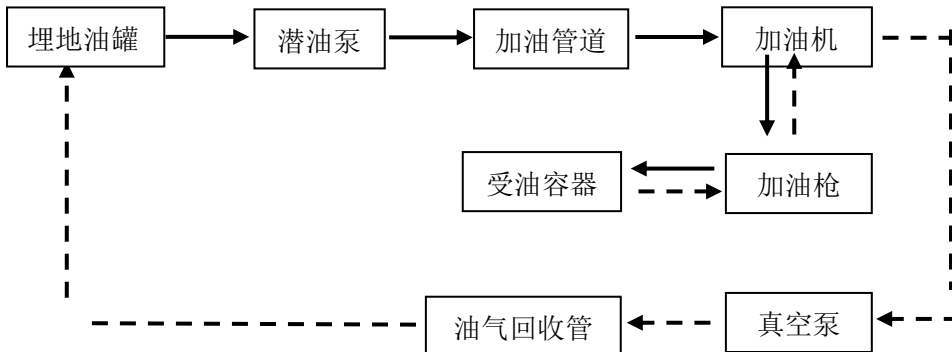 埋地油罐
潜油泵
加油管道
加油机
受油容器
加油枪
油气回收管
真空泵